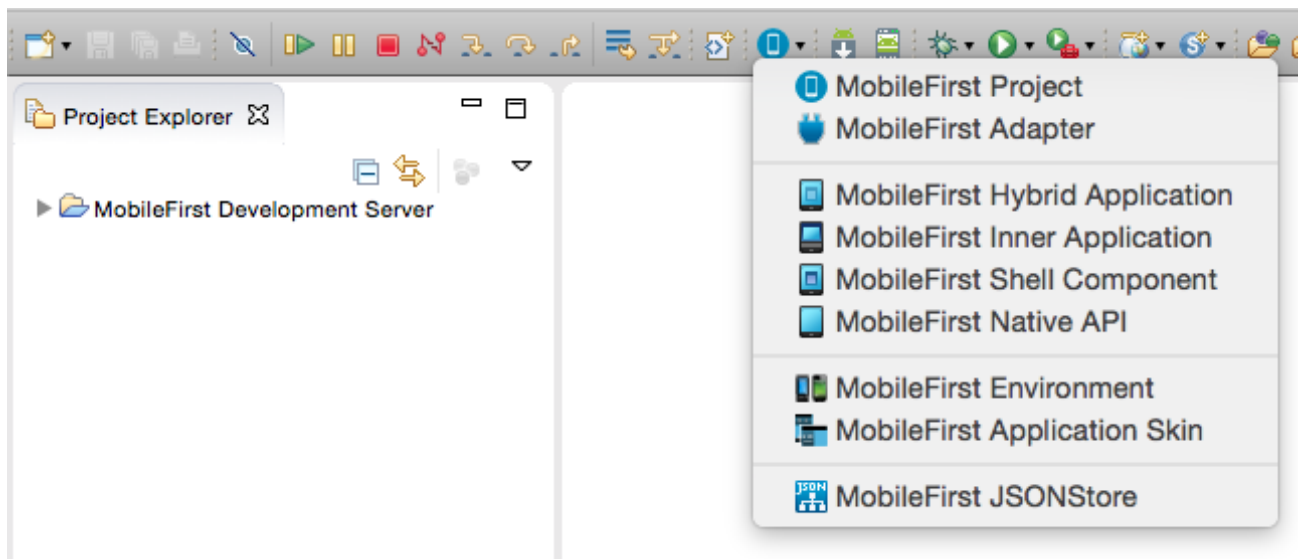 Project Explorer
MobileFirst Development Server
MobileFirst Project
MobileFirst Adapter
MobileFirst Hybrid Application
MobileFirst Inner Application
MobileFirst Shell Component
MobileFirst Native API
MobileFirst Environment
MobileFirst Application Skin
JSON
MobileFirst JSONStore